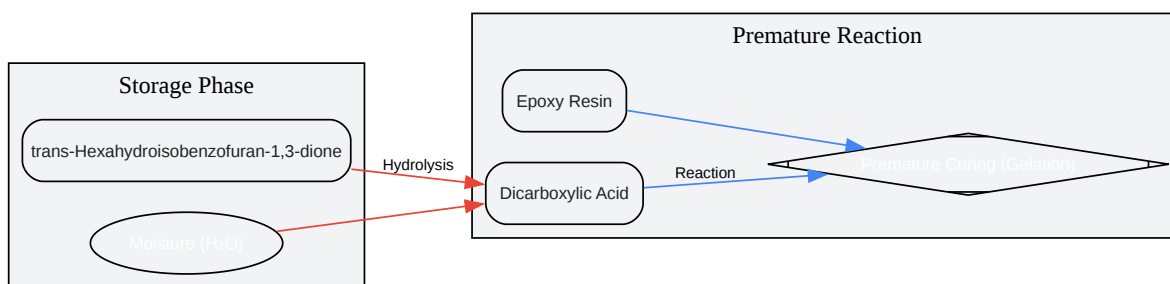 Premature Reaction
Storage Phase
Epoxy Resin
trans-Hexahydroisobenzofuran-1,3-dione
Hydrolysis
Premature Curing (Gelation)
Reaction
Dicarboxylic Acid
Moisture (H₂O)